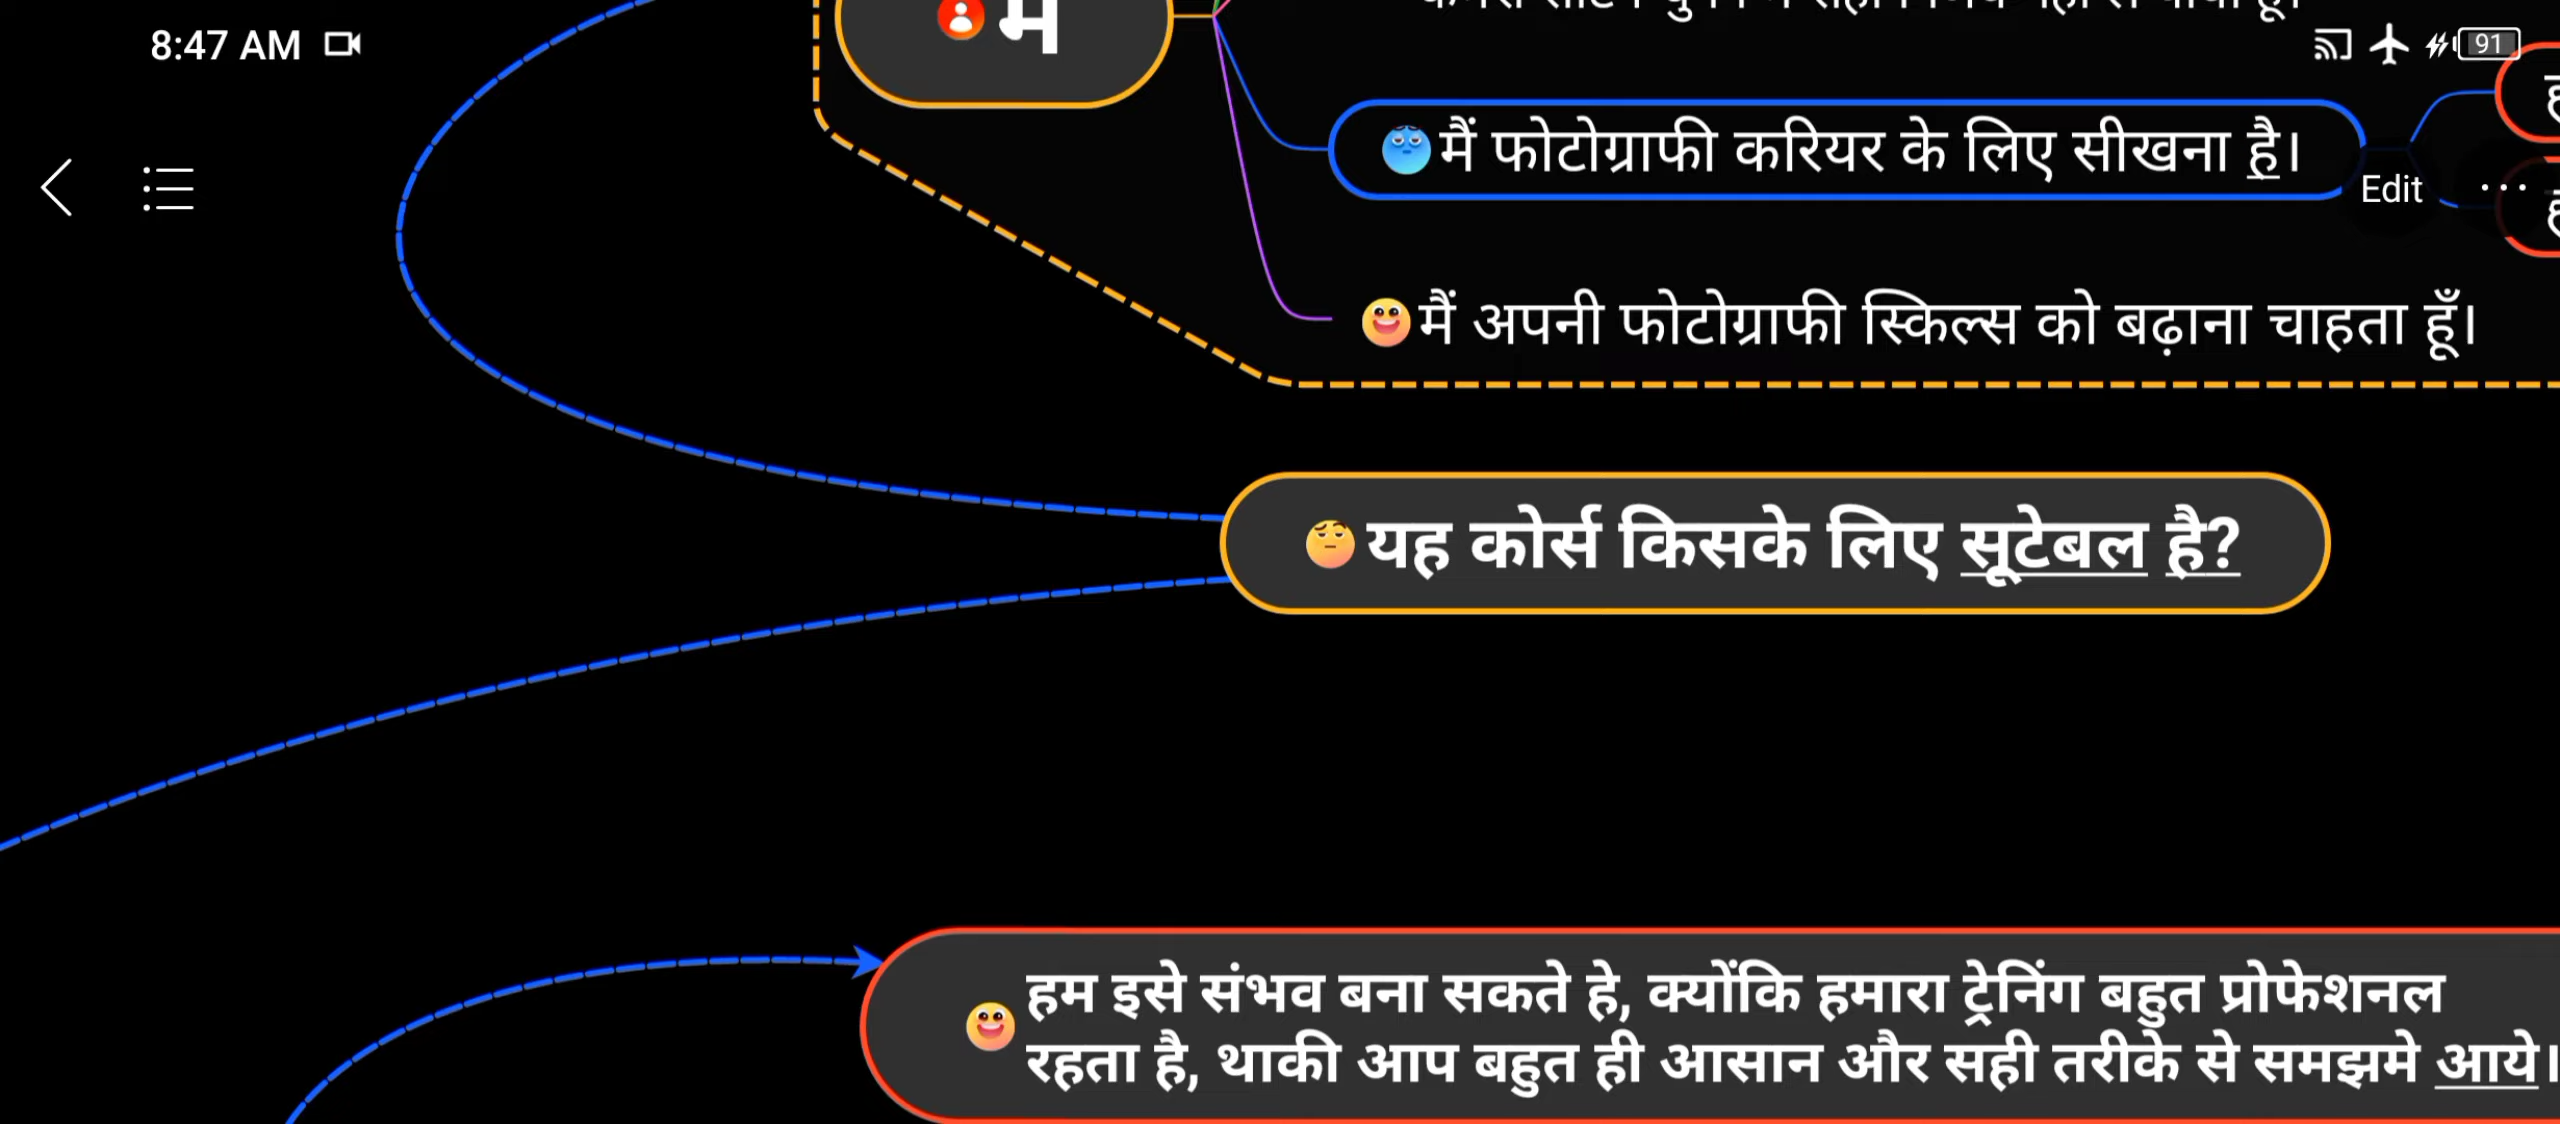 8:47 AM
91
मैं फोटोग्राफी करियर के लिए सीखना है।
Edit
मैं अपनी फोटोग्राफी स्किल्स को बढ़ाना चाहता हूँ।
यह कोर्स किसके लिए सूटेबल है?
हम इसे संभव बना सकते हे, क्योंकि हमारा ट्रेनिंग बहुत प्रोफेशनल
रहता है, थाकी आप बहुत ही आसान और सही तरीके से समझमे आये।